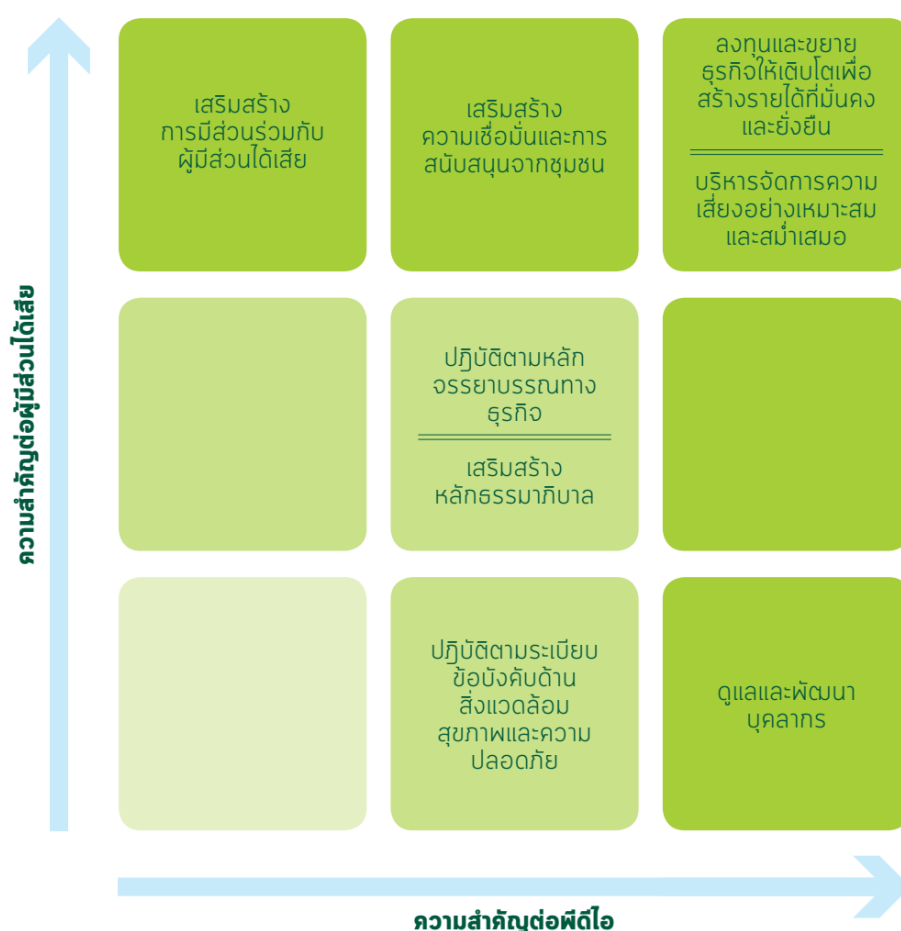 ความสำคัญต่อผู้มีส่วนได้เสีย
เสริมสร้าง
การมีส่วนร่วมกับ
ผู้มีส่วนได้เสีย
เสริมสร้าง
ความเชื่อมั่นและการ
สนับสนุนจากชุมชน
ลงทุนและขยาย
ธุรกิจให้เติบโตเพื่อ
สร้างรายได้ที่มั่นคง
และยั่งยืน
บริหารจัดการความ
เสี่ยงอย่างเหมาะสม
และสม่ำเสมอ
ปฏิบัติตามหลัก
จรรยาบรรณทาง
ธุรกิจ
เสริมสร้าง
หลักธรรมาภิบาล
ปฏิบัติตามระเบียบ
ข้อบังคับด้าน
สิ่งแวดล้อม
สุขภาพและความ
ปลอดภัย
ดูแลและพัฒนา
บุคลากร
ความสำคัญต่อพีดีไอ